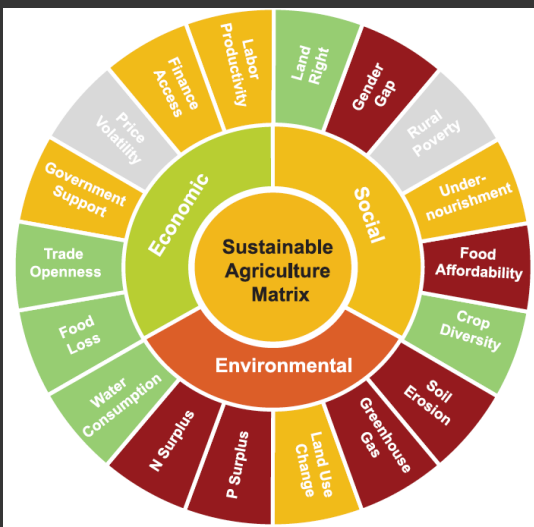 Sustainable
Agriculture
Matrix
Economic
Social
Environmental
Land
Right
Gender
Gap
Rural
Poverty
Under-
nourishment
Food
Affordability
Crop
Diversity
Soil
Erosion
Greenhouse
Gas
Land Use
Change
P Surplus
N Surplus
Water
Consumption
Food
Loss
Trade
Openness
Government
Support
Price
Volatility
Finance
Access
Labor
Productivity